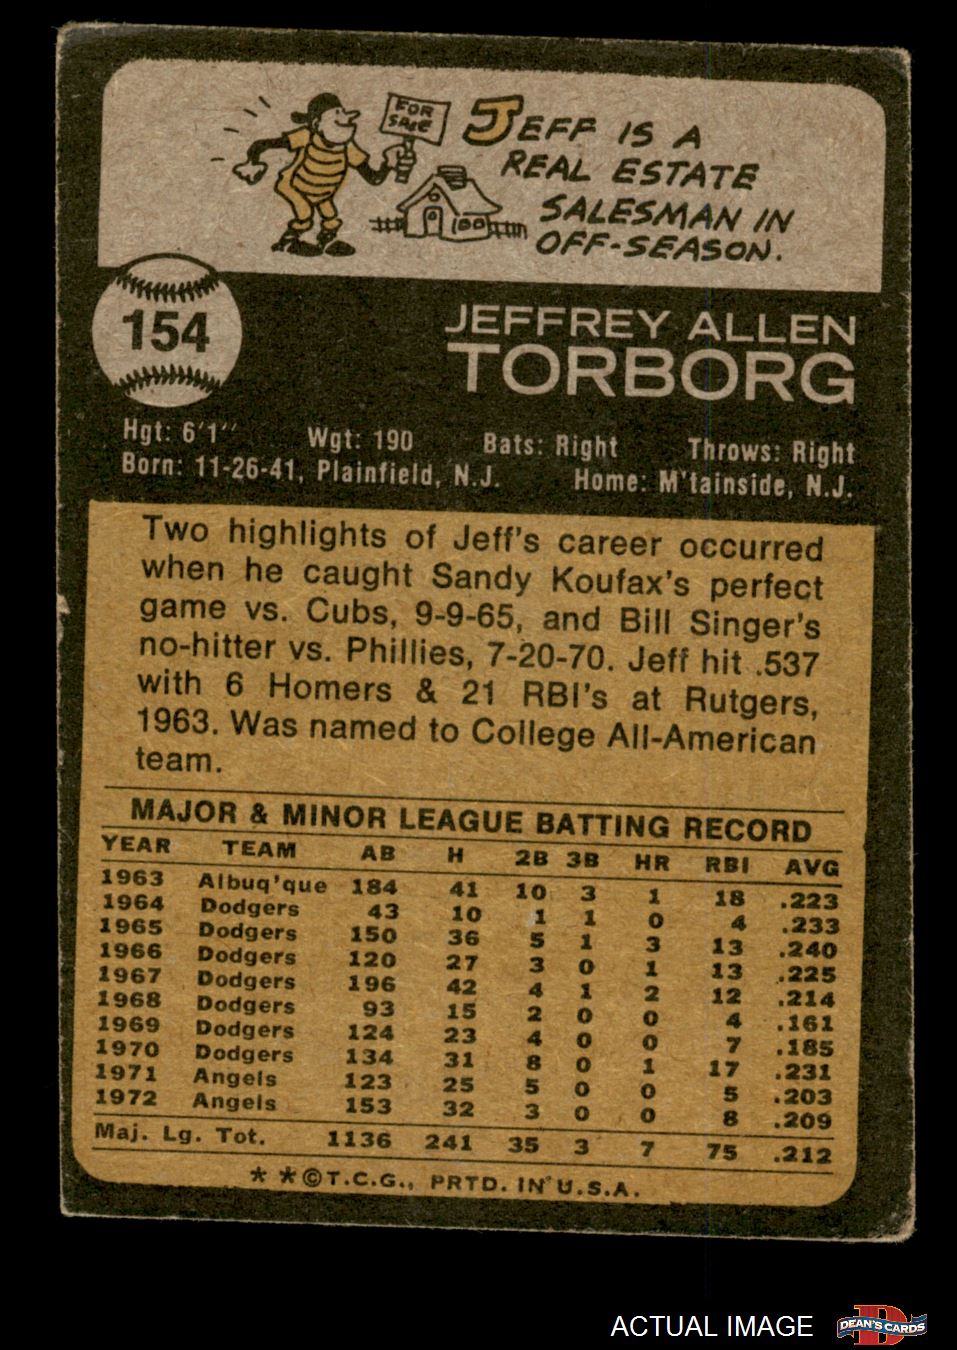 FOR
SALE
JEFF IS A
REAL ESTATE
SALESMAN IN
OFF-SEASON.
154
JEFFREY ALLEN
TORBORG
Hgt: 6'1" Wgt: 190 Bats: Right Throws: Right
Born: 11-26-41, Plainfield, N.J. Home: M'tainside, N.J.
Two highlights of Jeff's career occurred
when he caught Sandy Koufax's perfect
game vs. Cubs, 9-9-65, and Bill Singer's
no-hitter vs. Phillies, 7-20-70. Jeff hit .537
with 6 Homers & 21 RBI's at Rutgers,
1963. Was named to College All-American
team.
MAJOR & MINOR LEAGUE BATTING RECORD
YEAR TEAM AB H 2B 3B HR RBI AVG
1963 Albuq'que 184 41 10 3 1 18 .223
1964 Dodgers 43 10 1 1 0 4 .233
1965 Dodgers 150 36 5 1 3 13 .240
1966 Dodgers 120 27 3 0 1 13 .225
1967 Dodgers 196 42 4 1 2 12 .214
1968 Dodgers 93 15 2 0 0 4 .161
1969 Dodgers 124 23 4 0 0 7 .185
1970 Dodgers 134 31 8 0 1 17 .231
1971 Angels 123 25 5 0 0 5 .203
1972 Angels 153 32 3 0 0 8 .209
Maj. Lg. Tot. 1136 241 35 3 7 75 .212
* *©T.C.G., PRTD. IN U.S.A.
ACTUAL IMAGE
D
DEAN'S CARDS